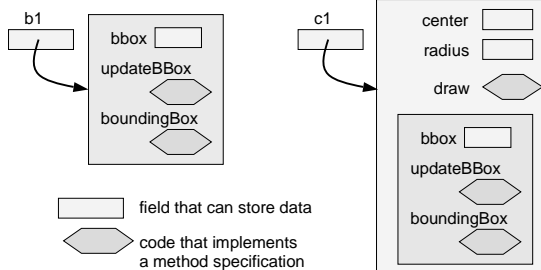 b1
bbox
updateBBox
boundingBox
c1
center
radius
draw
bbox
updateBBox
boundingBox
field that can store data
code that implements
a method specification